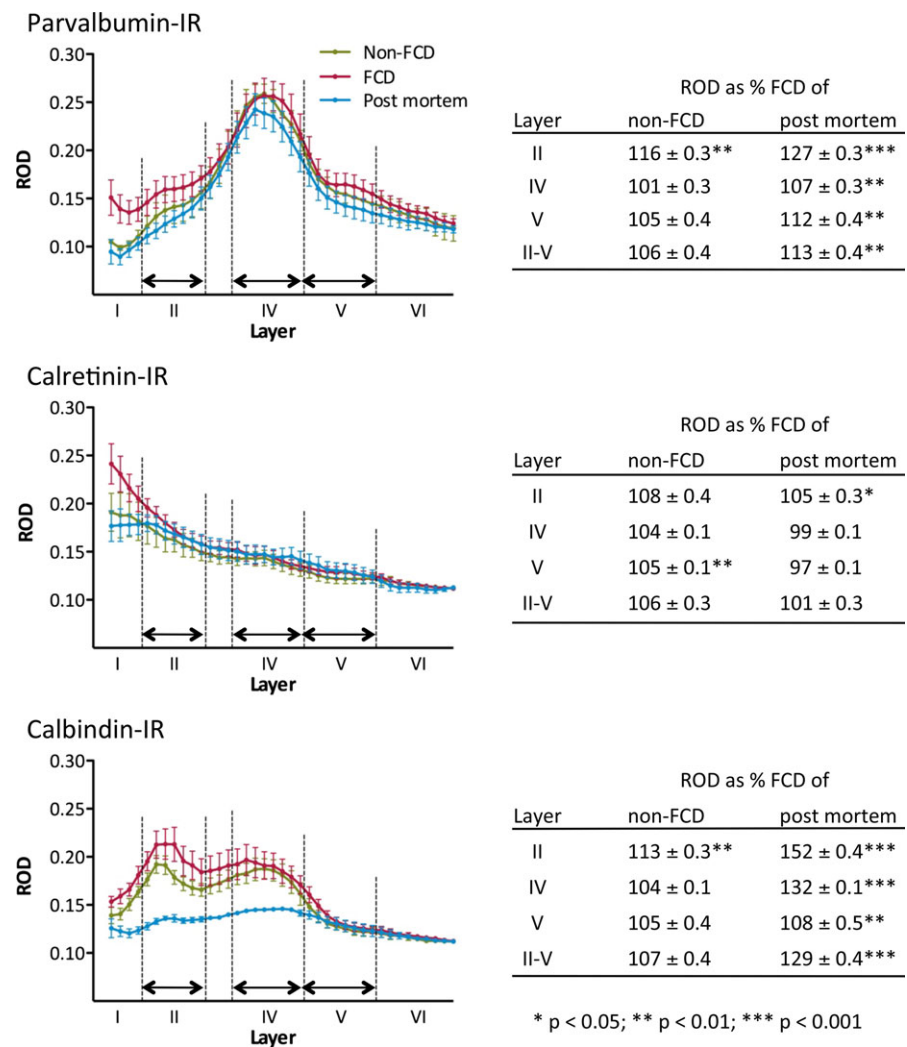 Parvalbumin-IR
0.30
0.25
0.20
0.15
0.10
ROD
Non-FCD
FCD
Post mortem
I II IV V VI
Layer
ROD as % FCD of
Layer non-FCD post mortem
II 116 ± 0.3** 127 ± 0.3***
IV 101 ± 0.3 107 ± 0.3**
V 105 ± 0.4 112 ± 0.4**
II-V 106 ± 0.4 113 ± 0.4**
Calretinin-IR
0.30
0.25
0.20
0.15
0.10
ROD
I II IV V VI
Layer
ROD as % FCD of
Layer non-FCD post mortem
II 108 ± 0.4 105 ± 0.3*
IV 104 ± 0.1 99 ± 0.1
V 105 ± 0.1** 97 ± 0.1
II-V 106 ± 0.3 101 ± 0.3
Calbindin-IR
0.30
0.25
0.20
0.15
0.10
ROD
I II IV V VI
Layer
ROD as % FCD of
Layer non-FCD post mortem
II 113 ± 0.3** 152 ± 0.4***
IV 104 ± 0.1 132 ± 0.1***
V 105 ± 0.4 108 ± 0.5**
II-V 107 ± 0.4 129 ± 0.4***
* p < 0.05; ** p < 0.01; *** p < 0.001